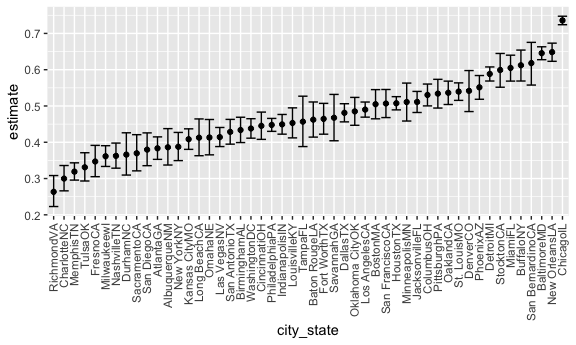 estimate
0.7
0.6
0.5
0.4
0.3
0.2
RichmondVA
CharlotteNC
MemphisTN
TulsaOK
FresnoCA
MilwaukeewI
NashvilleTN
DurhamNC
SacramentoCA
San DiegoCA
AtlantaGA
AlbuquerqueNM
New YorkNY
Kansas CityMO
Long BeachCA
OmahaNE
Las VegasNV
San AntonioTX
BirminghamAL
WashingtonDC
CincinnatiOH
PhiladelphiaPA
IndianapolisIN
LouisvilleKY
TampaFL
Baton RougeLA
Fort WorthTX
SavannahGA
DallasTX
Oklahoma CityOK
Los AngelesCA
BostonMA
San FranciscoCA
HoustonTX
MinneapolisMN
JacksonvilleFL
ColumbusOH
PittsburghPA
OaklandCA
St. LouisMO
DenverCO
PhoenixAZ
DetroitMI
StocktonCA
MiamiFL
BuffaloNY
San BernardinoCA
BaltimoreMD
New OrleansLA
ChicagoIL
city_state